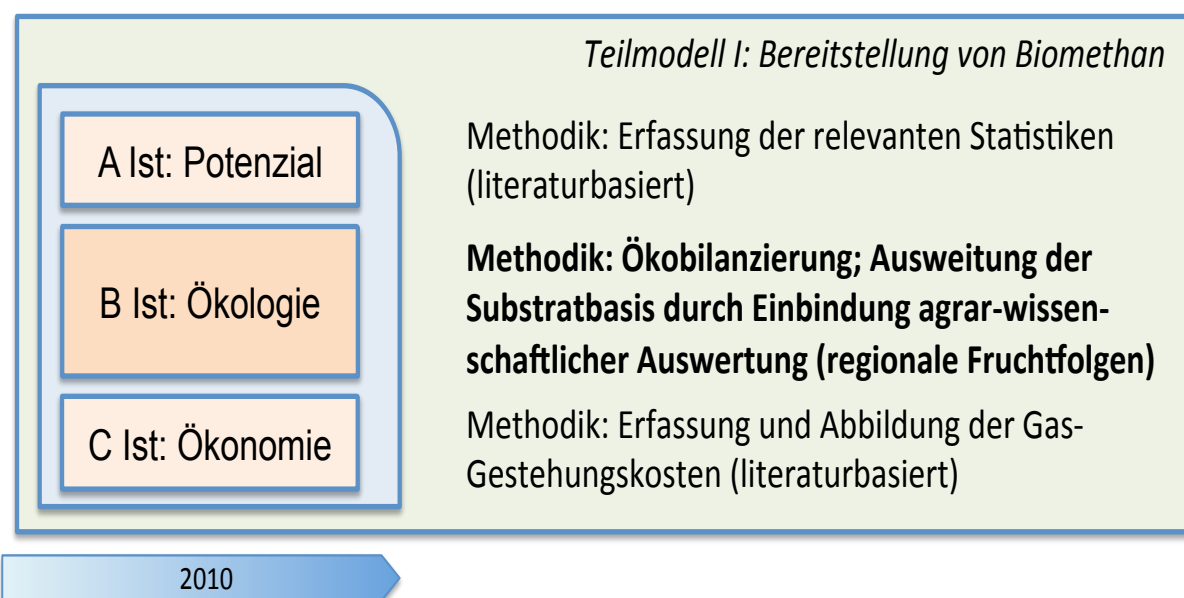 Teilmodell I: Bereitstellung von Biomethan
A Ist: Potenzial
Methodik: Erfassung der relevanten Statistiken
(literaturbasiert)
B Ist: Ökologie
Methodik: Ökobilanzierung; Ausweitung der
Substratbasis durch Einbindung agrar-wissen-
schaftlicher Auswertung (regionale Fruchtfolgen)
C Ist: Ökonomie
Methodik: Erfassung und Abbildung der Gas-
Gestehungskosten (literaturbasiert)
2010